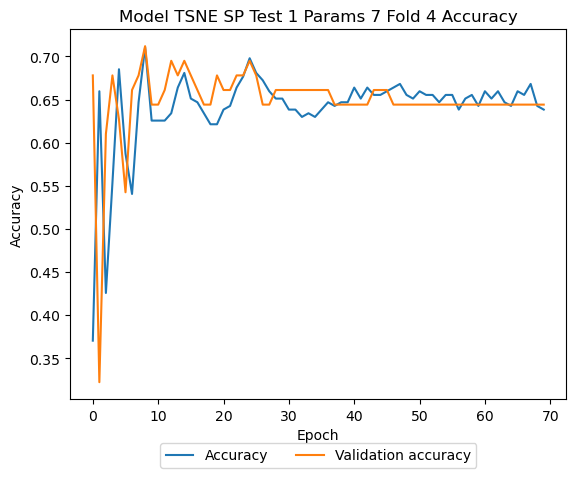 Model TSNE SP Test 1 Params 7 Fold 4 Accuracy
0.70
0.65
0.60
0.55
0.50
0.45
0.40
0.35
Accuracy
0 10 20 30 40 50 60 70
Epoch
Accuracy Validation accuracy